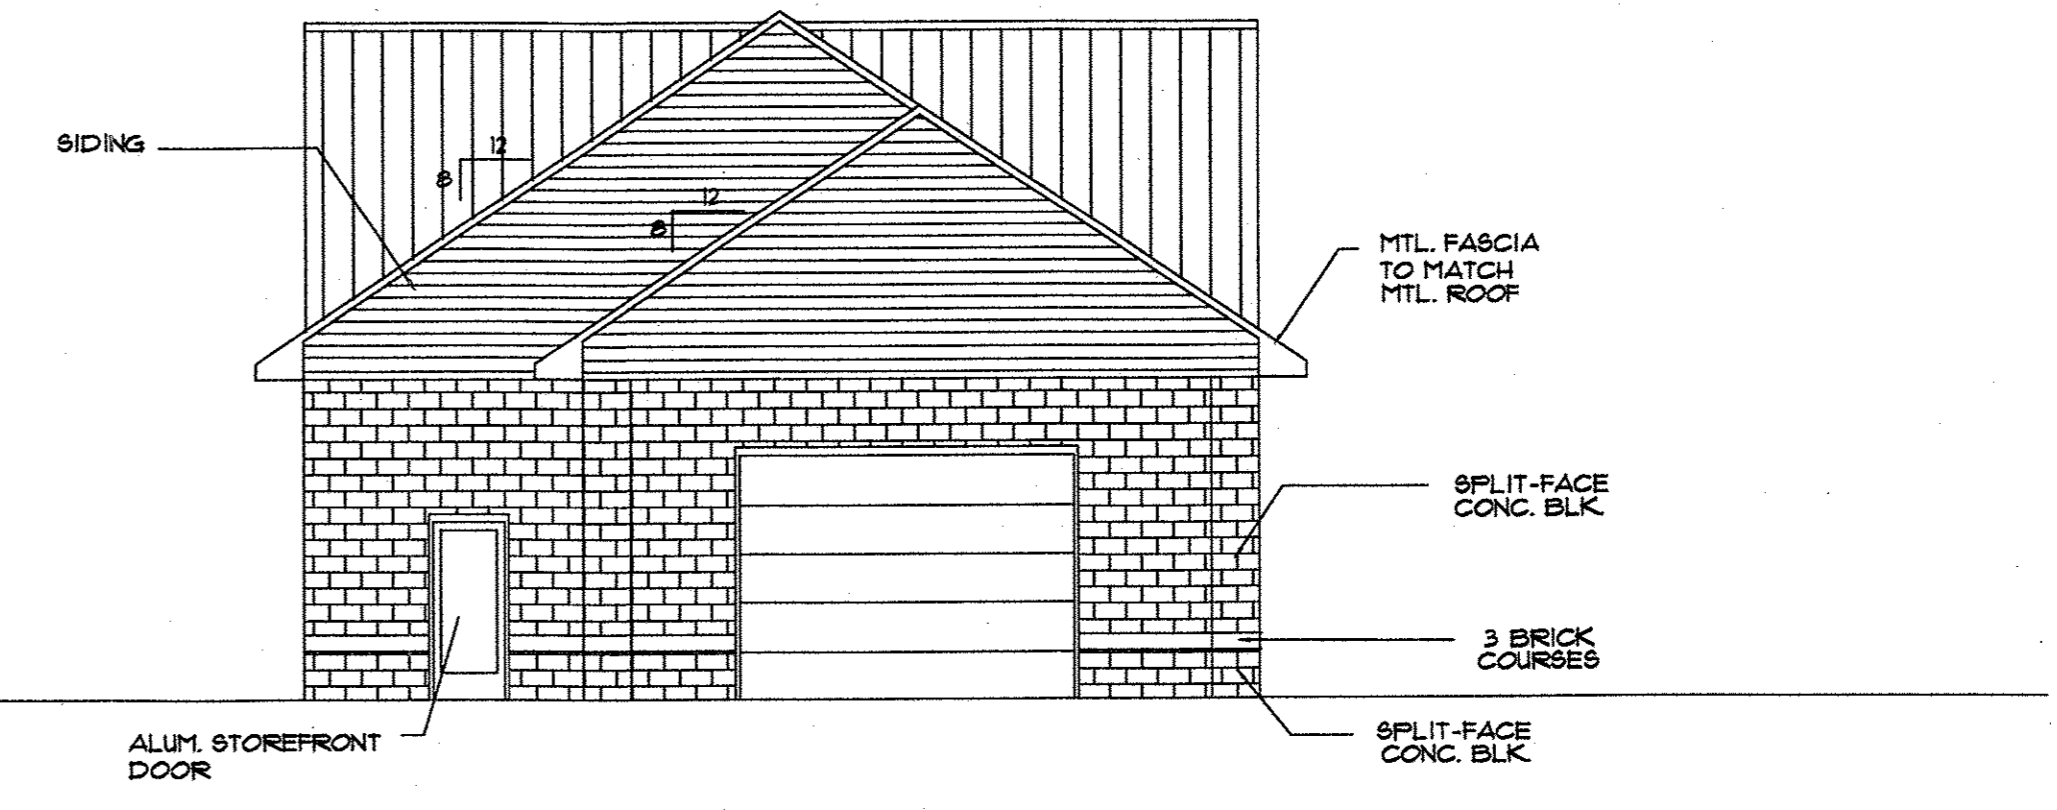 SIDING
12
8
12
8
MTL. FASCIA
TO MATCH
MTL. ROOF
SPLIT-FACE
CONC. BLK
3 BRICK
COURSES
SPLIT-FACE
CONC. BLK
ALUM. STOREFRONT
DOOR